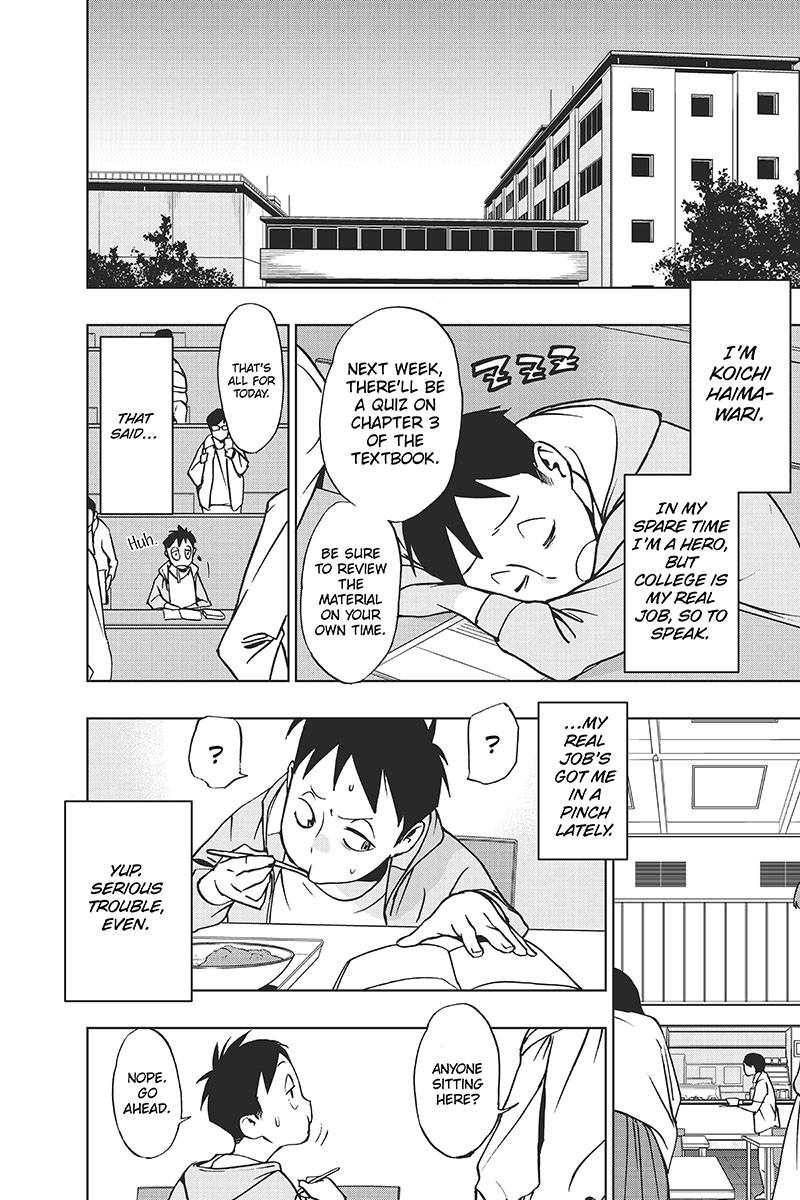 I'M
KOICHI
HAIMA-
WARI.
IN MY
SPARE TIME
I'M A HERO,
BUT
COLLEGE IS
MY REAL
JOB, SO TO
SPEAK.
ZZZ
NEXT WEEK,
THERE'LL BE
A QUIZ ON
CHAPTER 3
OF THE
TEXTBOOK.
BE SURE
TO REVIEW
THE
MATERIAL
ON YOUR
OWN TIME.
THAT'S
ALL FOR
TODAY.
THAT
SAID...
Huh.
...MY
REAL
JOB'S
GOT ME
IN A
PINCH
LATELY.
?
?
YUP.
SERIOUS
TROUBLE,
EVEN.
ANYONE
SITTING
HERE?
NOPE.
GO
AHEAD.